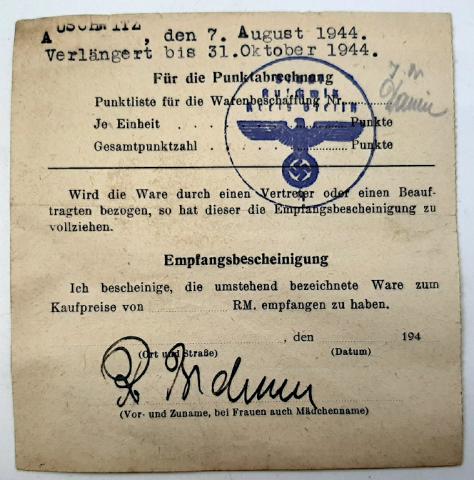 AUSCHWITZ, den 7. August 1944.
Verlängert bis 31.Oktober 1944.
Für die Punktabrechnung
Punktliste für die Warenbeschaffung Nr.
Je Einheit . . . . Punkte
Gesamtpunktzahl . . . Punkte
Wird die Ware durch einen Vertreter oder einen Beauf-
tragten bezogen, so hat dieser die Empfangsbescheinigung zu
vollziehen.
Empfangsbescheinigung
Ich bescheinige, die umstehend bezeichnete Ware zum
Kaufpreise von RM. empfangen zu haben.
, den 194
(Ort und Straße) (Datum)
(Vor- und Zuname, bei Frauen auch Mädchenname)